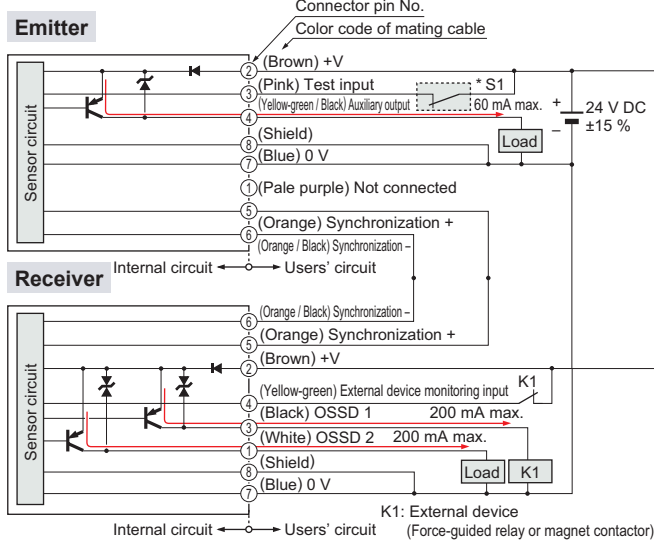 Connector pin No.
Emitter
Color code of mating cable
2 (Brown) +V
3 (Pink) Test input
* S1
(Yellow-green / Black) Auxiliary output
60 mA max.
4
+
24 V DC
±15 %
–
Load
8 (Shield)
7 (Blue) 0 V
1 (Pale purple) Not connected
5
(Orange) Synchronization +
6
(Orange / Black) Synchronization –
Sensor circuit
Internal circuit
Users' circuit
Receiver
(Orange / Black) Synchronization –
6
(Orange) Synchronization +
5
(Brown) +V
2
K1
(Yellow-green) External device monitoring input
4
(Black) OSSD 1 200 mA max.
3
(White) OSSD 2 200 mA max.
1
(Shield)
8
Load
K1
(Blue) 0 V
7
Sensor circuit
K1: External device
Internal circuit
Users' circuit
(Force-guided relay or magnet contactor)